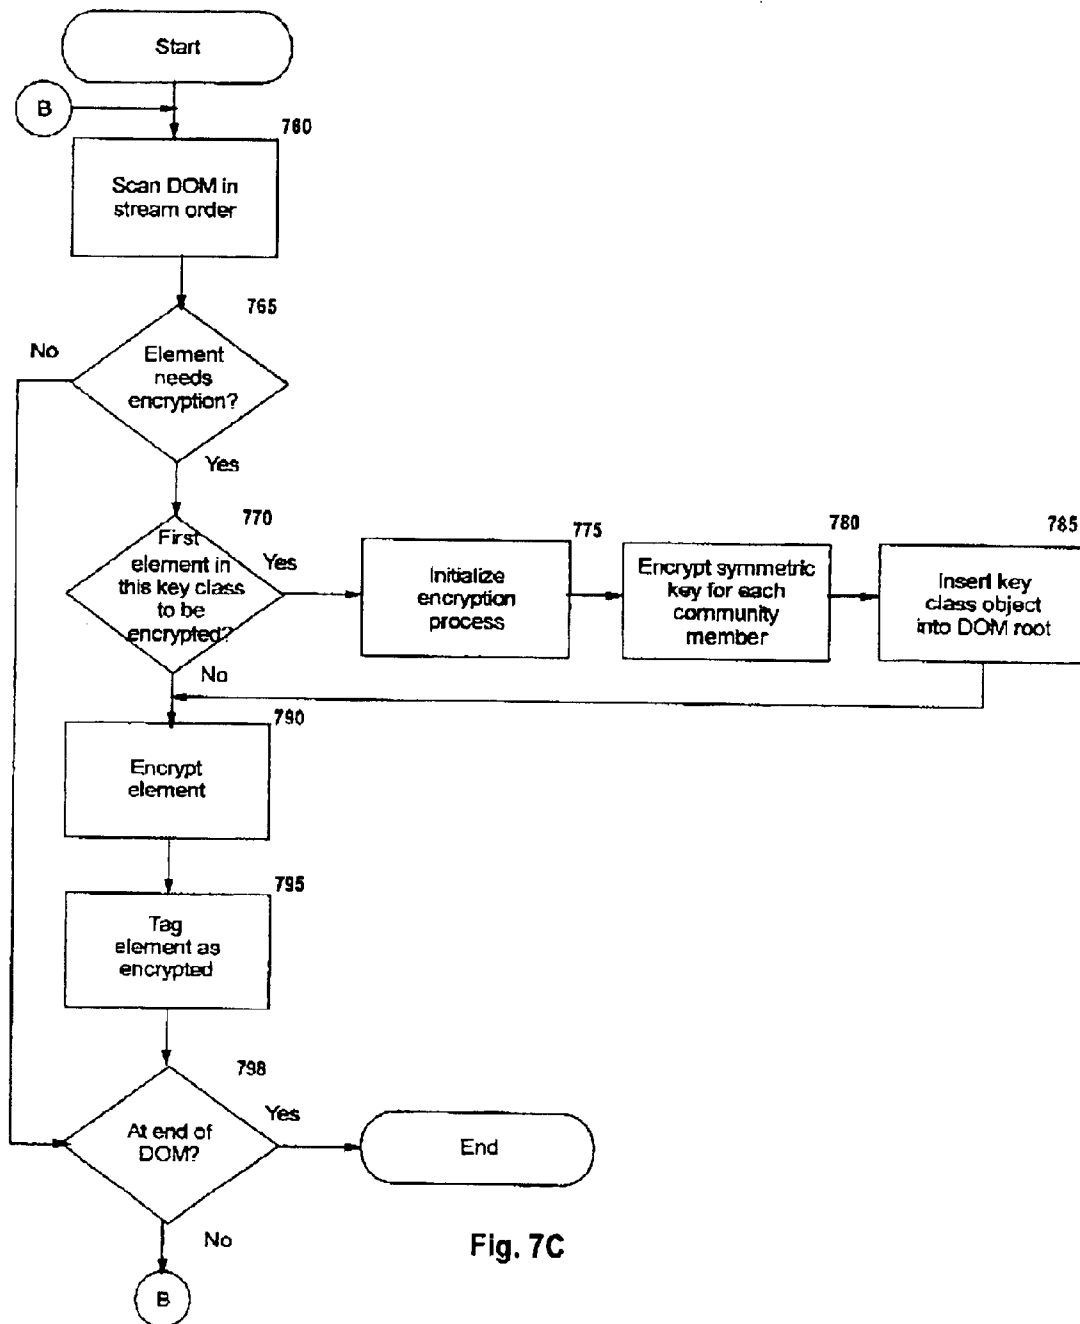 Start
B
760
Scan DOM in
stream order
765
No
Element
needs
encryption?
Yes
770
First
element in
this key class
to be
encrypted?
Yes
No
775
Initialize
encryption
process
780
Encrypt symmetric
key for each
community
member
785
Insert key
class object
into DOM root
790
Encrypt
element
795
Tag
element as
encrypted
798
At end of
DOM?
Yes
End
No
B
Fig. 7C